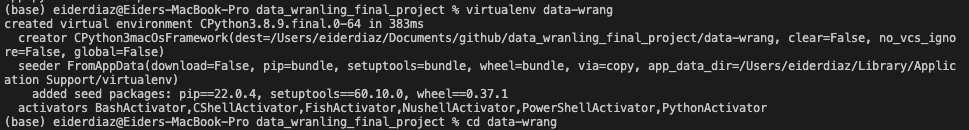 (base) eiderdiaz@Eiders-MacBook-Pro data_wranling_final_project % virtualenv data-wrang
created virtual environment CPython3.8.9.final.0-64 in 383ms
  creator CPython3macOsFramework(dest=/Users/eiderdiaz/Documents/github/data_wranling_final_project/data-wrang, clear=False, no_vcs_igno
re=False, global=False)
  seeder FromAppData(download=False, pip=bundle, setuptools=bundle, wheel=bundle, via=copy, app_data_dir=/Users/eiderdiaz/Library/Applic
ation Support/virtualenv)
    added seed packages: pip==22.0.4, setuptools==60.10.0, wheel==0.37.1
  activators BashActivator,CShellActivator,FishActivator,NushellActivator,PowerShellActivator,PythonActivator
(base) eiderdiaz@Eiders-MacBook-Pro data_wranling_final_project % cd data-wrang